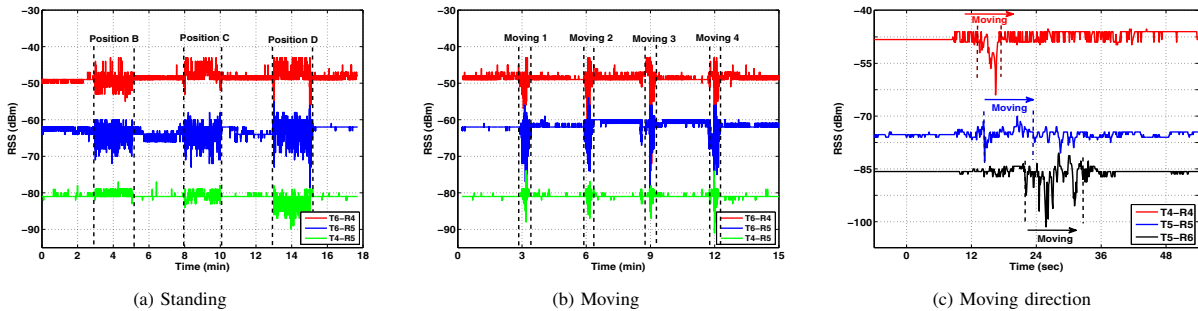 −30
−40
−50
−60
−70
−80
−90
RSS (dBm)
Position B
Position C
Position D
T6−R4
T6−R5
T4−R5
0 2 4 6 8 10 12 14 16 18
Time (min)
(a) Standing
−30
−40
−50
−60
−70
−80
−90
RSS (dBm)
Moving 1
Moving 2
Moving 3
Moving 4
T6−R4
T6−R5
T4−R5
0 3 6 9 12 15
Time (min)
(b) Moving
−40
−55
−70
−85
−100
RSS (dBm)
Moving
Moving
Moving
T4−R4
T5−R5
T5−R6
0 12 24 36 48
Time (sec)
(c) Moving direction